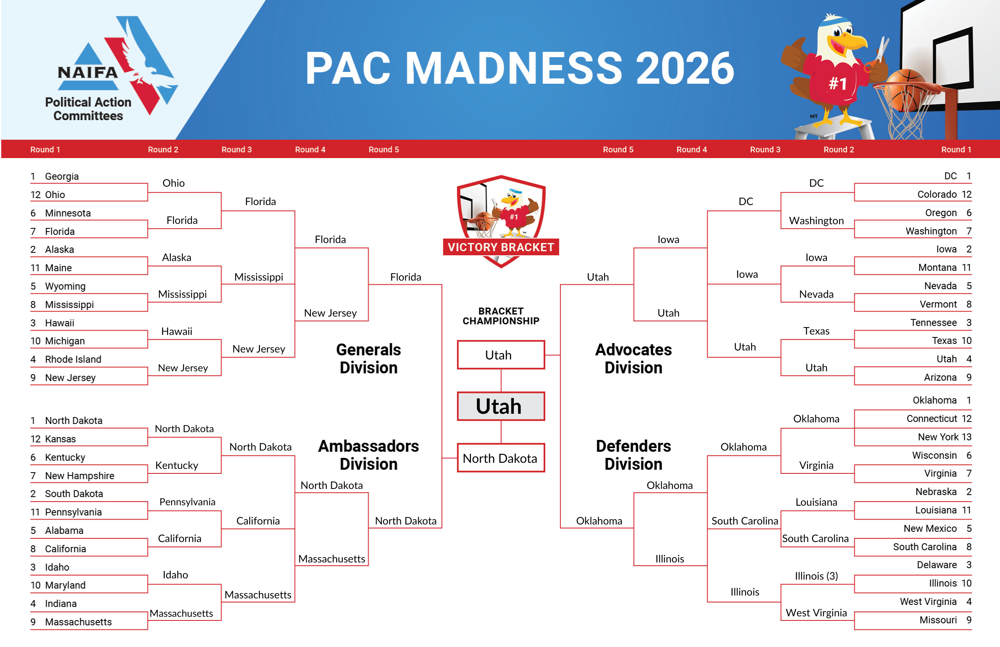 NAIFA
Political Action
Committees
PAC MADNESS 2026
#1
MT
Round 1 Round 2 Round 3 Round 4 Round 5 Round 5 Round 4 Round 3 Round 2 Round 1
1 Georgia
12 Ohio
6 Minnesota
7 Florida
2 Alaska
11 Maine
5 Wyoming
8 Mississippi
3 Hawaii
10 Michigan
4 Rhode Island
9 New Jersey
Ohio
Florida
Alaska
Mississippi
Hawaii
New Jersey
Florida
Mississippi
New Jersey
Florida
New Jersey
Florida
Generals
Division
1 North Dakota
12 Kansas
6 Kentucky
7 New Hampshire
2 South Dakota
11 Pennsylvania
5 Alabama
8 California
3 Idaho
10 Maryland
4 Indiana
9 Massachusetts
North Dakota
Kentucky
Pennsylvania
California
Idaho
Massachusetts
North Dakota
California
Massachusetts
North Dakota
Massachusetts
North Dakota
Ambassadors
Division
#1
TM
VICTORY BRACKET
BRACKET
CHAMPIONSHIP
Utah
Utah
North Dakota
Utah
Iowa
Utah
DC
Iowa
Utah
DC
Washington
Iowa
Nevada
Texas
Utah
DC 1
Colorado 12
Oregon 6
Washington 7
Iowa 2
Montana 11
Nevada 5
Vermont 8
Tennessee 3
Texas 10
Utah 4
Arizona 9
Advocates
Division
Defenders
Division
Oklahoma
Oklahoma
Illinois
Oklahoma
South Carolina
Illinois
Oklahoma
Virginia
Louisiana
South Carolina
Illinois (3)
West Virginia
Oklahoma 1
Connecticut 12
New York 13
Wisconsin 6
Virginia 7
Nebraska 2
Louisiana 11
New Mexico 5
South Carolina 8
Delaware 3
Illinois 10
West Virginia 4
Missouri 9